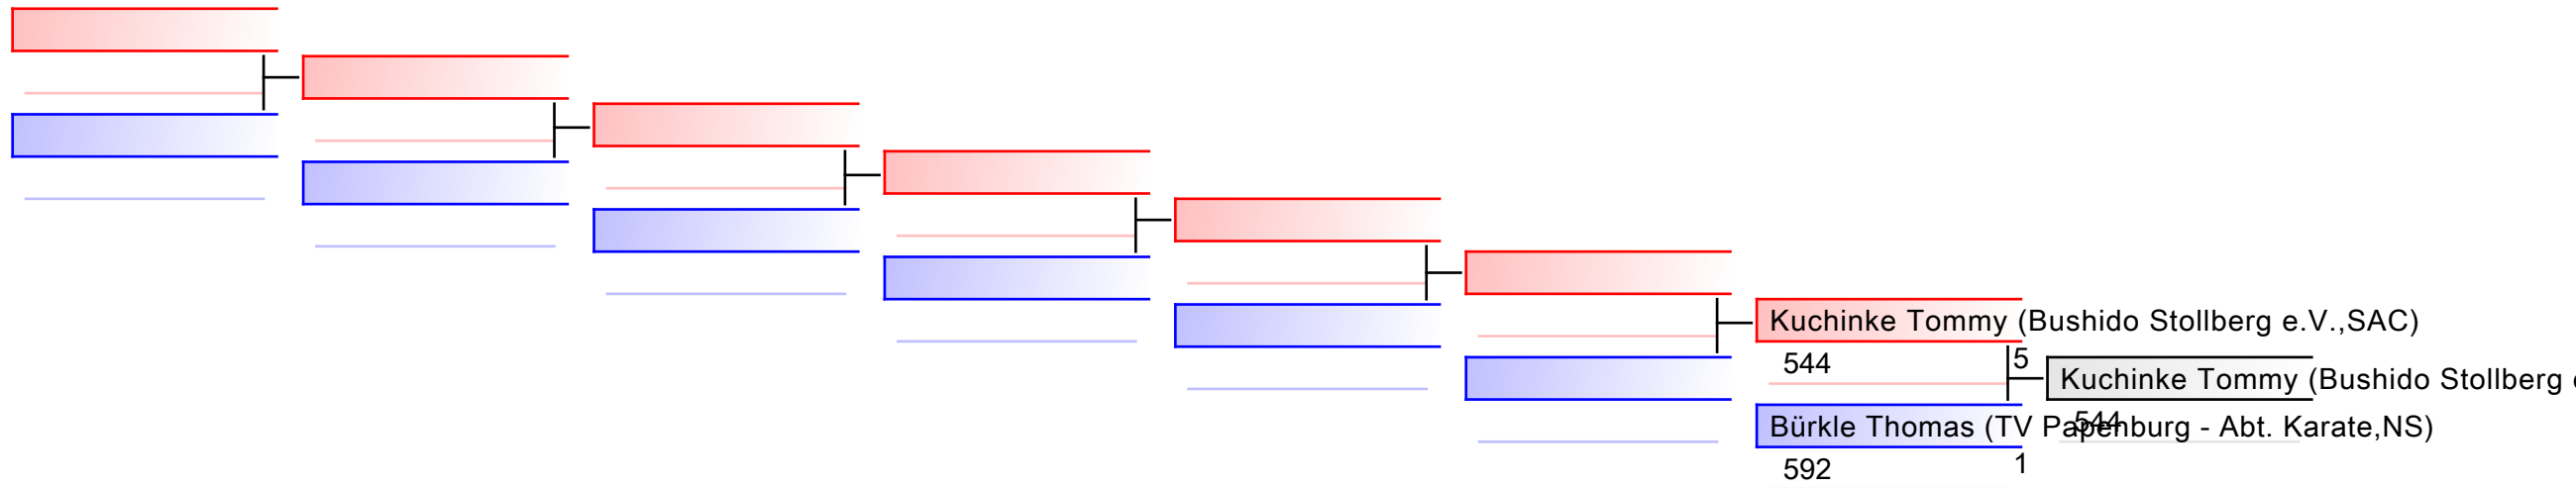 Kuchinke Tommy (Bushido Stollberg e.V.,SAC)
544
5
Kuchinke Tommy (Bushido Stollberg
544
Bürkle Thomas (TV Papenburg - Abt. Karate,NS)
592
1